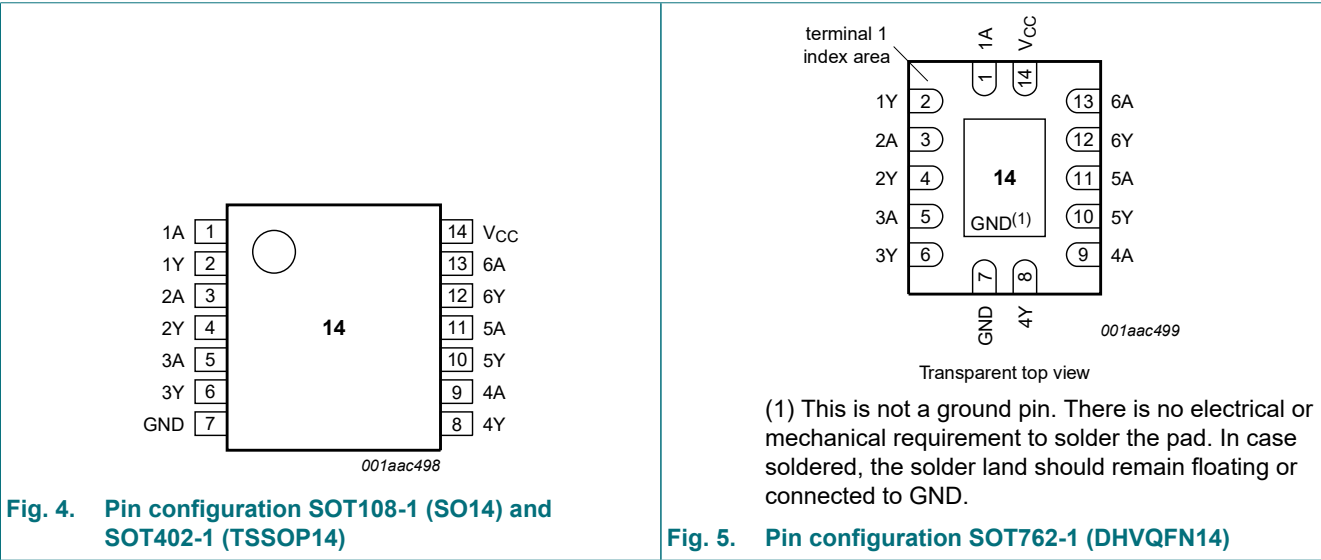 1A 1 14 VCC
1Y 2 13 6A
2A 3 12 6Y
2Y 4 14 11 5A
3A 5 10 5Y
3Y 6 9 4A
GND 7 8 4Y
001aac498
Fig. 4. Pin configuration SOT108-1 (SO14) and
SOT402-1 (TSSOP14)
terminal 1
index area
1A VCC
1 14
1Y 2 13 6A
2A 3 12 6Y
2Y 4 14 11 5A
3A 5 GND(1) 10 5Y
3Y 6 9 4A
7 8
GND 4Y
001aac499
Transparent top view
(1) This is not a ground pin. There is no electrical or
mechanical requirement to solder the pad. In case
soldered, the solder land should remain floating or
connected to GND.
Fig. 5. Pin configuration SOT762-1 (DHVQFN14)